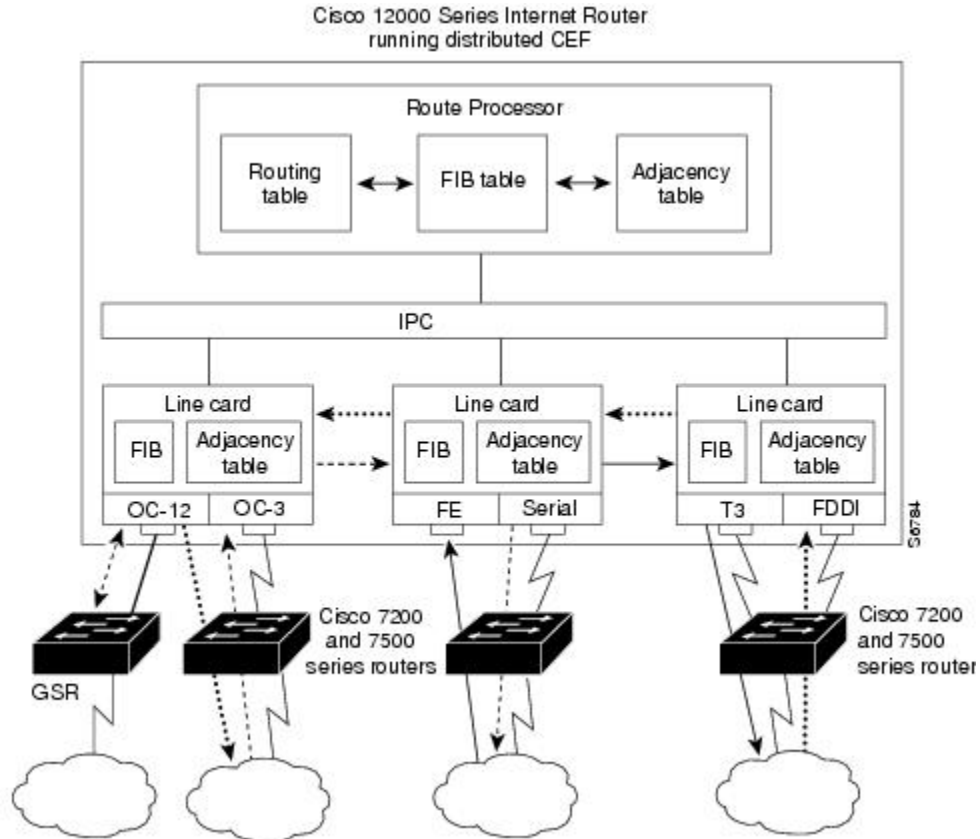 Cisco 12000 Series Internet Router
running distributed CEF
Route Processor
Routing
table
FIB table
Adjacency
table
IPC
Line card
FIB
Adjacency
table
OC-12
OC-3
Line card
FIB
Adjacency
table
FE
Serial
Line card
FIB
Adjacency
table
T3
FDDI
S6784
GSR
Cisco 7200
and 7500
series routers
Cisco 7200
and 7500
series router